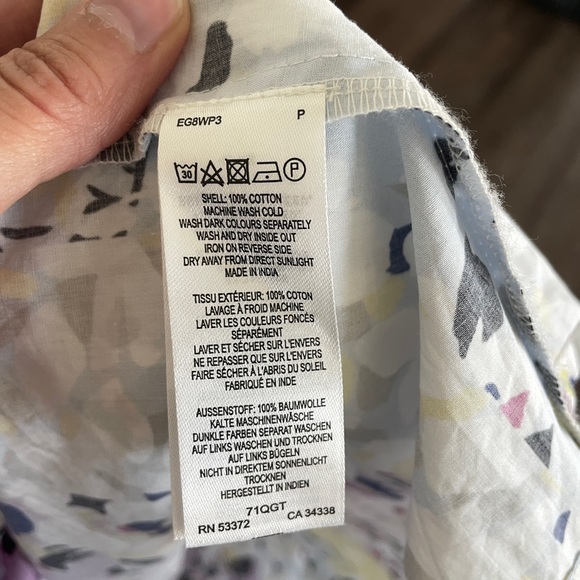 EG8WP3 P
30 P
SHELL: 100% COTTON
MACHINE WASH COLD
WASH DARK COLOURS SEPARATELY
WASH AND DRY INSIDE OUT
IRON ON REVERSE SIDE
DRY AWAY FROM DIRECT SUNLIGHT
MADE IN INDIA
TISSU EXTÉRIEUR: 100% COTON
LAVAGE À FROID MACHINE
LAVER LES COULEURS FONCÉS
SÉPARÉMENT
LAVER ET SÉCHER SUR L'ENVERS
NE REPASSER QUE SUR L'ENVERS
FAIRE SÉCHER À L'ABRIS DU SOLEIL
FABRIQUÉ EN INDE
AUSSENSTOFF: 100% BAUMWOLLE
KALTE MASCHINENWÄSCHE
DUNKLE FARBEN SEPARAT WASCHEN
AUF LINKS WASCHEN UND TROCKNEN
AUF LINKS BÜGELN
NICHT IN DIREKTEM SONNENLICHT
TROCKNEN
HERGESTELLT IN INDIEN
71QGT
RN 53372 CA 34338